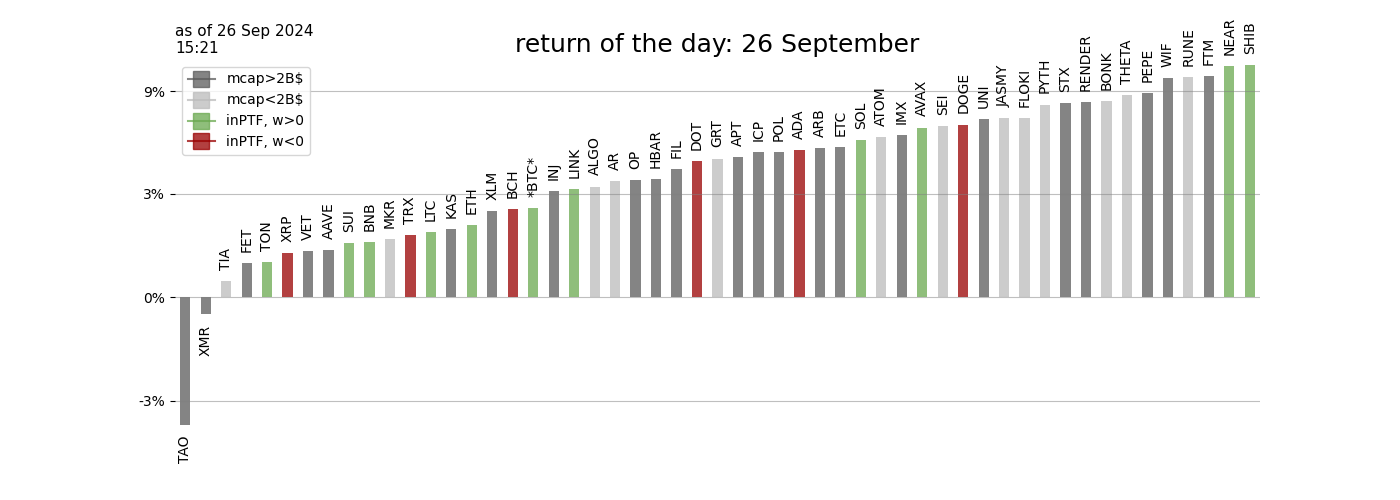 as of 26 Sep 2024
15:21
return of the day: 26 September
mcap>2B$
mcap<2B$
inPTF, w>0
inPTF, w<0
9%
3%
0%
-3%
TAO
XMR
TIA
FET
TON
XRP
VET
AAVE
SUI
BNB
MKR
TRX
LTC
KAS
ETH
XLM
BCH
*BTC*
INJ
LINK
ALGO
AR
OP
HBAR
FIL
DOT
GRT
APT
ICP
POL
ADA
ARB
ETC
SOL
ATOM
IMX
AVAX
SEI
DOGE
UNI
JASMY
FLOKI
PYTH
STX
RENDER
BONK
THETA
PEPE
WIF
RUNE
FTM
NEAR
SHIB